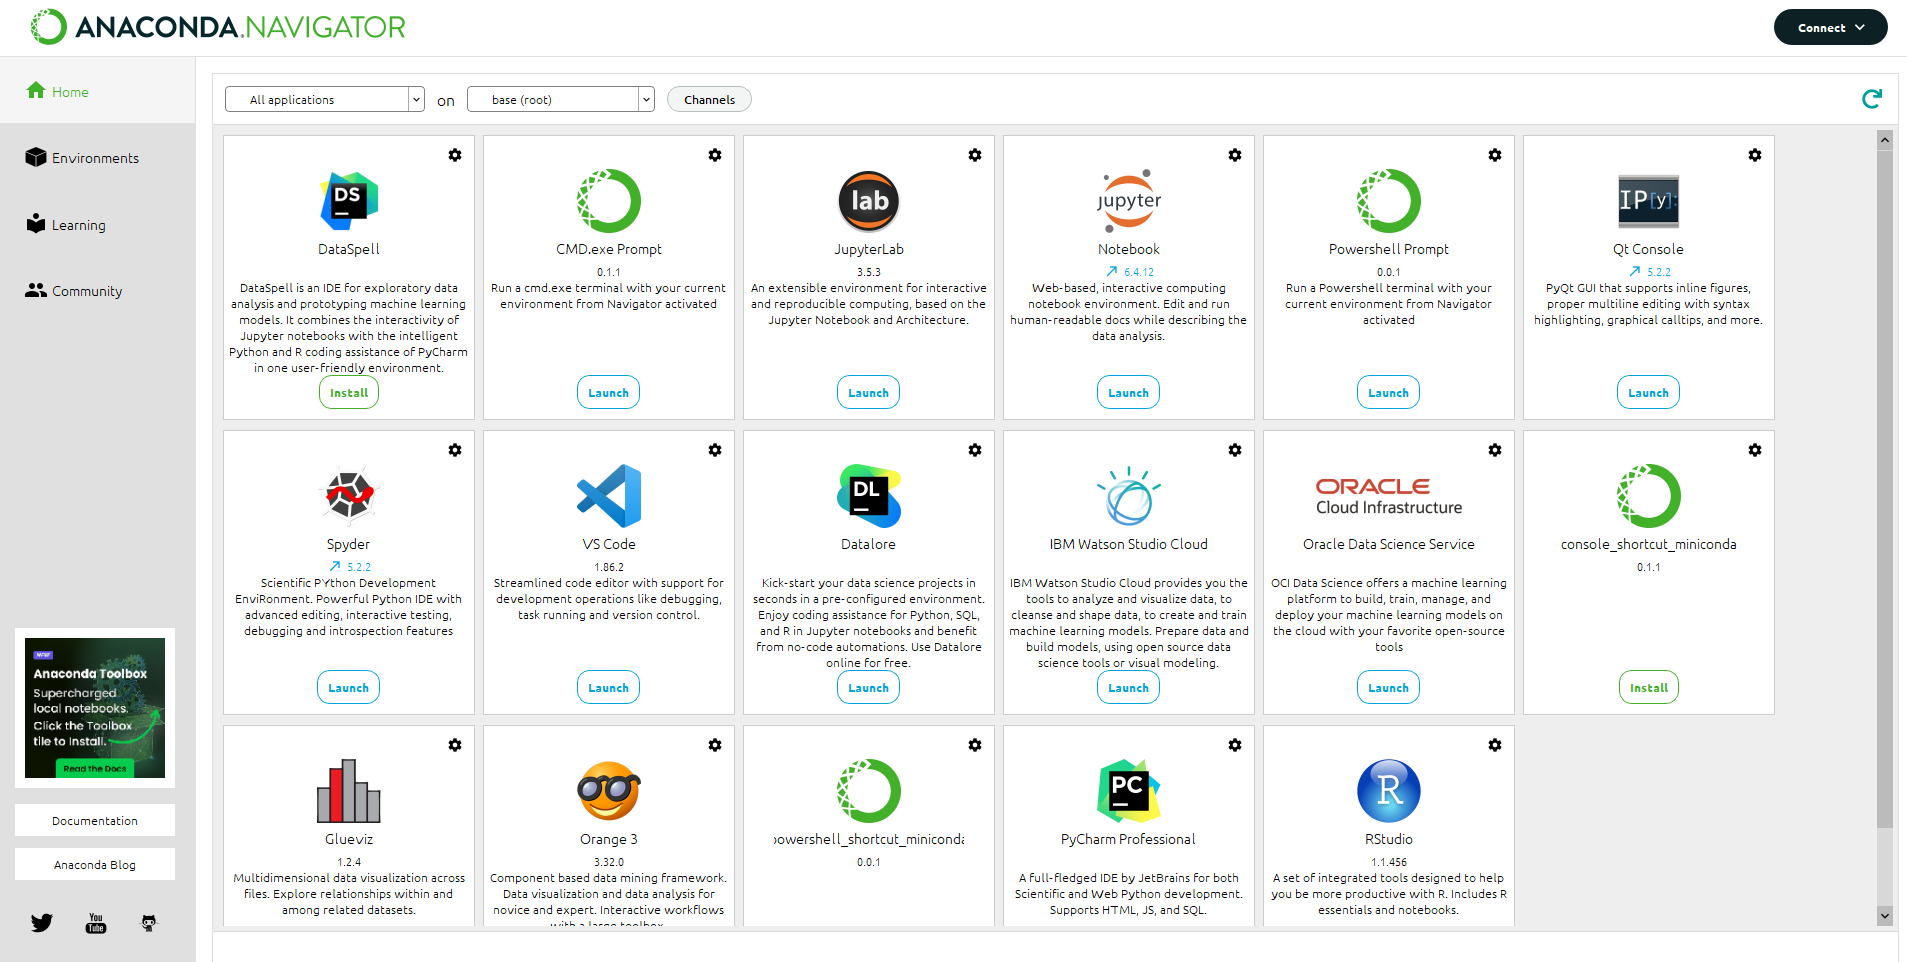 ANACONDA.NAVIGATOR
Connect
Home
Environments
Learning
Community
All applications
on
base (root)
Channels
DS
DataSpell
DataSpell is an IDE for exploratory data
analysis and prototyping machine learning
models. It combines the interactivity of
Jupyter notebooks with the intelligent
Python and R coding assistance of PyCharm
in one user-friendly environment.
Install
CMD.exe Prompt
0.1.1
Run a cmd.exe terminal with your current
environment from Navigator activated
Launch
lab
JupyterLab
3.5.3
An extensible environment for interactive
and reproducible computing, based on the
Jupyter Notebook and Architecture.
Launch
jupyter
Notebook
6.4.12
Web-based, interactive computing
notebook environment. Edit and run
human-readable docs while describing the
data analysis.
Launch
Powershell Prompt
0.0.1
Run a Powershell terminal with your
current environment from Navigator
activated
Launch
IP[y]:
Qt Console
5.2.2
PyQt GUI that supports inline figures,
proper multiline editing with syntax
highlighting, graphical calltips, and more.
Launch
Spyder
5.2.2
Scientific PYthon Development
EnviRonment. Powerful Python IDE with
advanced editing, interactive testing,
debugging and introspection features
Launch
VS Code
1.86.2
Streamlined code editor with support for
development operations like debugging,
task running and version control.
Launch
DL
Datalore
Kick-start your data science projects in
seconds in a pre-configured environment.
Enjoy coding assistance for Python, SQL,
and R in Jupyter notebooks and benefit
from no-code automations. Use Datalore
online for free.
Launch
IBM Watson Studio Cloud
IBM Watson Studio Cloud provides you the
tools to analyze and visualize data, to
cleanse and shape data, to create and train
machine learning models. Prepare data and
build models, using open source data
science tools or visual modeling.
Launch
ORACLE
Cloud Infrastructure
Oracle Data Science Service
OCI Data Science offers a machine learning
platform to build, train, manage, and
deploy your machine learning models on
the cloud with your favorite open-source
tools
Launch
console_shortcut_miniconda
0.1.1
Install
Glueviz
1.2.4
Multidimensional data visualization across
files. Explore relationships within and
among related datasets.
Orange 3
3.32.0
Component based data mining framework.
Data visualization and data analysis for
novice and expert. Interactive workflows
with a large toolbox.
powershell_shortcut_miniconda
0.0.1
PC
PyCharm Professional
A full-fledged IDE by JetBrains for both
Scientific and Web Python development.
Supports HTML, JS, and SQL.
R
RStudio
1.1.456
A set of integrated tools designed to help
you be more productive with R. Includes R
essentials and notebooks.
NEW
Anaconda Toolbox
Supercharged
local notebooks.
Click the Toolbox
tile to Install.
Read the Docs
Documentation
Anaconda Blog
You
Tube